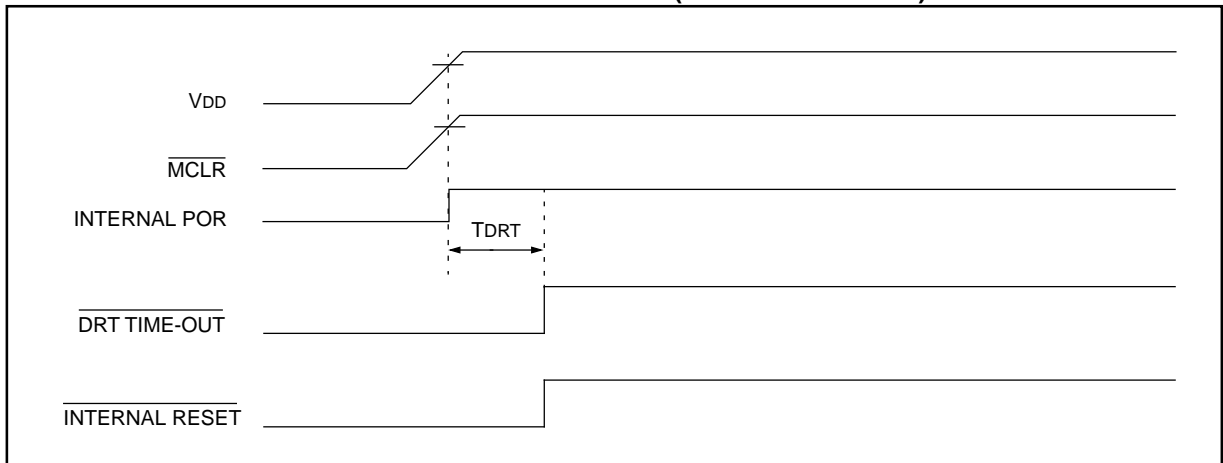 VDD
MCLR
INTERNAL POR
TDRT
DRT TIME-OUT
INTERNAL RESET